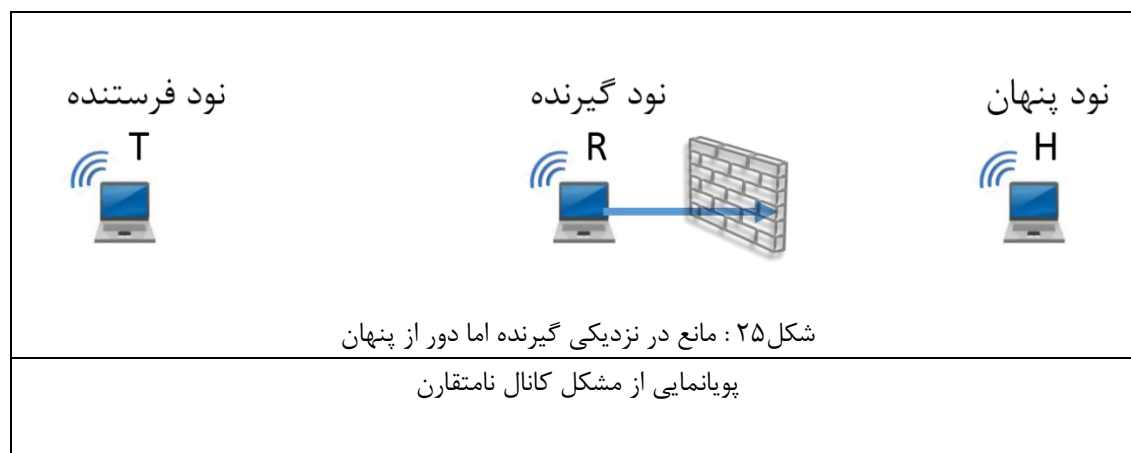 نود فرستنده
نود گیرنده
نود پنهان
T
R
H
شکل۲۵ : مانع در نزدیکی گیرنده اما دور از پنهان
پویانمایی از مشکل کانال نامتقارن